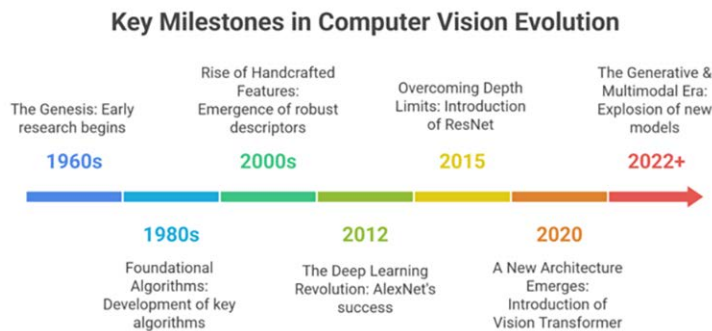 Key Milestones in Computer Vision Evolution
The Genesis: Early
research begins
1960s
Rise of Handcrafted
Features:
Emergence of robust
descriptors
2000s
Overcoming Depth
Limits: Introduction
of ResNet
2015
The Generative &
Multimodal Era:
Explosion of new
models
2022+
1980s
Foundational
Algorithms:
Development of key
algorithms
2012
The Deep Learning
Revolution: AlexNet's
success
2020
A New Architecture
Emerges:
Introduction of
Vision Transformer